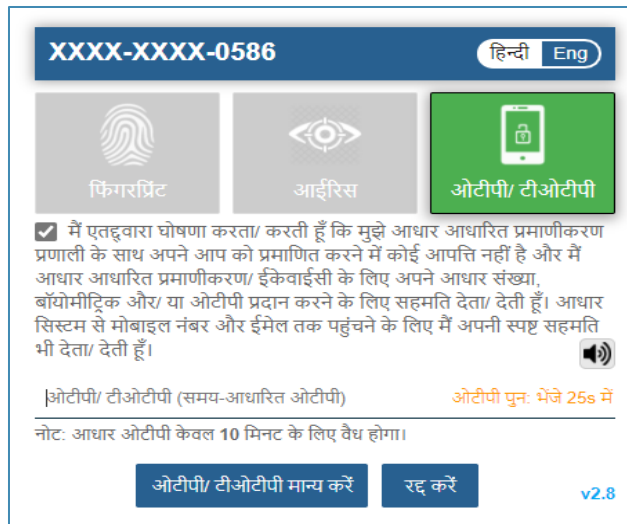 XXXX-XXXX-0586
हिन्दी Eng
फिंगरप्रिंट आईरिस ओटीपी/ टीओटीपी
मैं एतद्द्वारा घोषणा करता/ करती हूँ कि मुझे आधार आधारित प्रमाणीकरण
प्रणाली के साथ अपने आप को प्रमाणित करने में कोई आपत्ति नहीं है और मैं
आधार आधारित प्रमाणीकरण/ ईकेवाईसी के लिए अपने आधार संख्या,
बॉयोमीट्रिक और/ या ओटीपी प्रदान करने के लिए सहमति देता/ देती हूँ। आधार
सिस्टम से मोबाइल नंबर और ईमेल तक पहुंचने के लिए मैं अपनी स्पष्ट सहमति
भी देता/ देती हूँ।
ओटीपी/ टीओटीपी (समय-आधारित ओटीपी) ओटीपी पुन: भेंजे 25s में
नोट: आधार ओटीपी केवल 10 मिनट के लिए वैध होगा।
ओटीपी/ टीओटीपी मान्य करें रद्द करें
v2.8